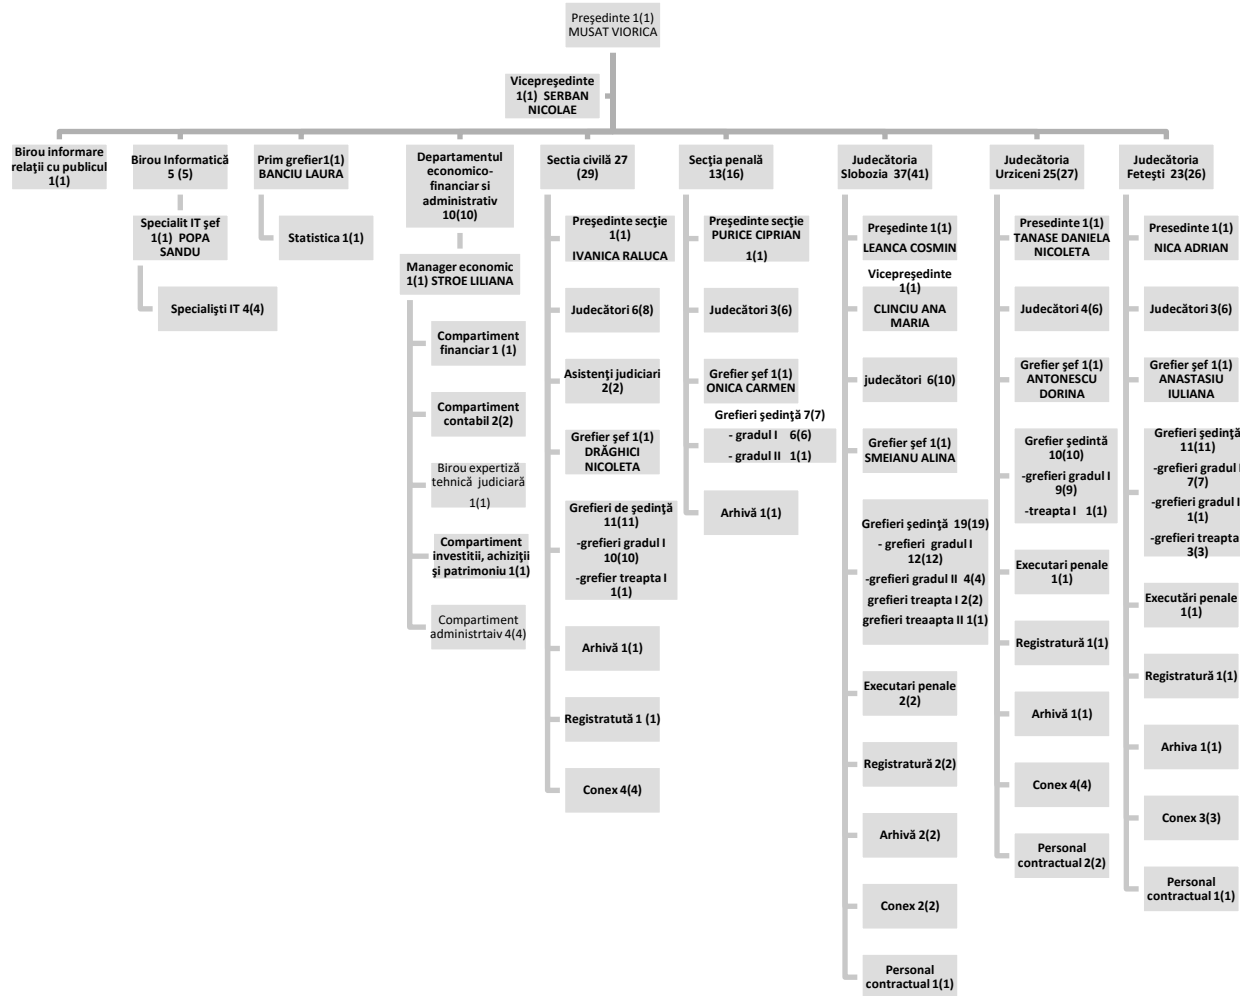 Preşedinte 1(1)
MUSAT VIORICA
Vicepreşedinte
1(1) SERBAN
NICOLAE
Birou informare
relaţii cu publicul
1(1)
Birou Informatică
5 (5)
Specialit IT şef
1(1) POPA
SANDU
Specialişti IT 4(4)
Prim grefier1(1)
BANCIU LAURA
Statistica 1(1)
Departamentul
economico-
financiar si
administrativ
10(10)
Manager economic
1(1) STROE LILIANA
Compartiment
financiar 1 (1)
Compartiment
contabil 2(2)
Birou expertiză
tehnică judiciară
1(1)
Compartiment
investitii, achiziţii
şi patrimoniu 1(1)
Compartiment
administrtaiv 4(4)
Sectia civilă 27
(29)
Preşedinte secţie
1(1)
IVANICA RALUCA
Judecători 6(8)
Asistenţi judiciari
2(2)
Grefier şef 1(1)
DRĂGHICI
NICOLETA
Grefieri de şedinţă
11(11)
-grefieri gradul I
10(10)
-grefier treapta I
1(1)
Arhivă 1(1)
Registratută 1 (1)
Conex 4(4)
Secţia penală
13(16)
Preşedinte secţie
PURICE CIPRIAN
1(1)
Judecători 3(6)
Grefier şef 1(1)
ONICA CARMEN
Grefieri şedinţă 7(7)
- gradul I 6(6)
- gradul II 1(1)
Arhivă 1(1)
Judecătoria
Slobozia 37(41)
Preşedinte 1(1)
LEANCA COSMIN
Vicepreşedinte
1(1)
CLINCIU ANA
MARIA
judecători 6(10)
Grefier şef 1(1)
SMEIANU ALINA
Grefieri şedinţă 19(19)
- grefieri gradul I
12(12)
-grefieri gradul II 4(4)
grefieri treapta I 2(2)
grefieri treaapta II 1(1)
Executari penale
2(2)
Registratură 2(2)
Arhivă 2(2)
Conex 2(2)
Personal
contractual 1(1)
Judecătoria
Urziceni 25(27)
Presedinte 1(1)
TANASE DANIELA
NICOLETA
Judecători 4(6)
Grefier şef 1(1)
ANTONESCU
DORINA
Grefier şedintă
10(10)
-grefieri gradul I
9(9)
-treapta I 1(1)
Executari penale
1(1)
Registratură 1(1)
Arhivă 1(1)
Conex 4(4)
Personal
contractual 2(2)
Judecătoria
Feteşti 23(26)
Presedinte 1(1)
NICA ADRIAN
Judecători 3(6)
Grefier şef 1(1)
ANASTASIU
IULIANA
Grefieri şedinţă
11(11)
-grefieri gradul I
7(7)
-grefieri gradul I
1(1)
-grefieri treapta
3(3)
Executări penale
1(1)
Registratură 1(1)
Arhiva 1(1)
Conex 3(3)
Personal
contractual 1(1)